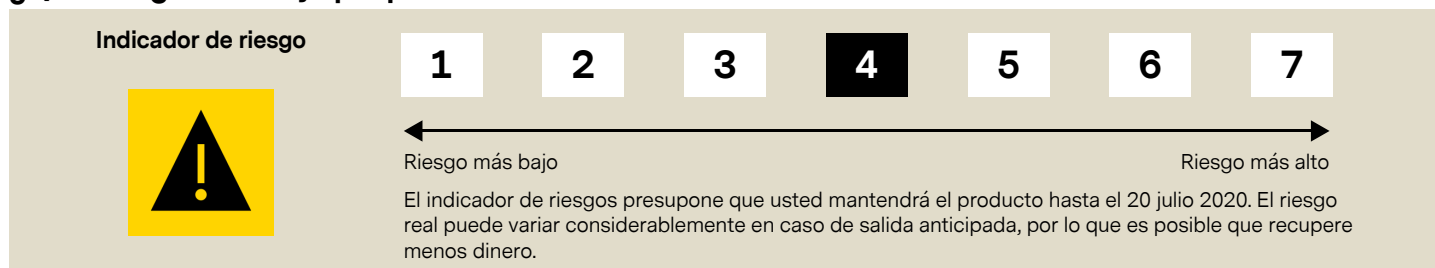 Indicador de riesgo
1 2 3 4 5 6 7
Riesgo más bajo Riesgo más alto
El indicador de riesgos presupone que usted mantendrá el producto hasta el 20 julio 2020. El riesgo
real puede variar considerablemente en caso de salida anticipada, por lo que es posible que recupere
menos dinero.